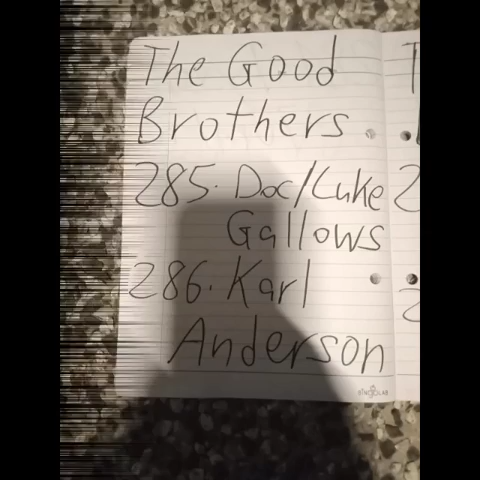 The Good
Brothers.
285. Doc/Luke
Gallows
286. Karl
Anderson